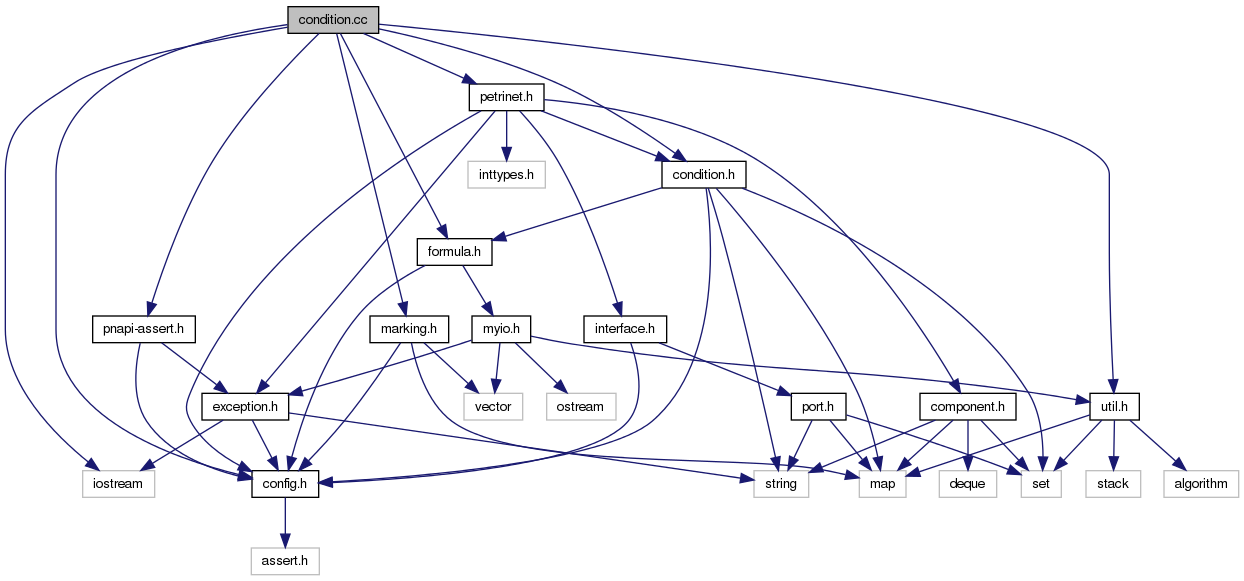 condition.cc
petrinet.h
inttypes.h
condition.h
formula.h
pnapi-assert.h
marking.h
myio.h
interface.h
exception.h
vector
ostream
port.h
component.h
util.h
iostream
config.h
string
map
deque
set
stack
algorithm
assert.h